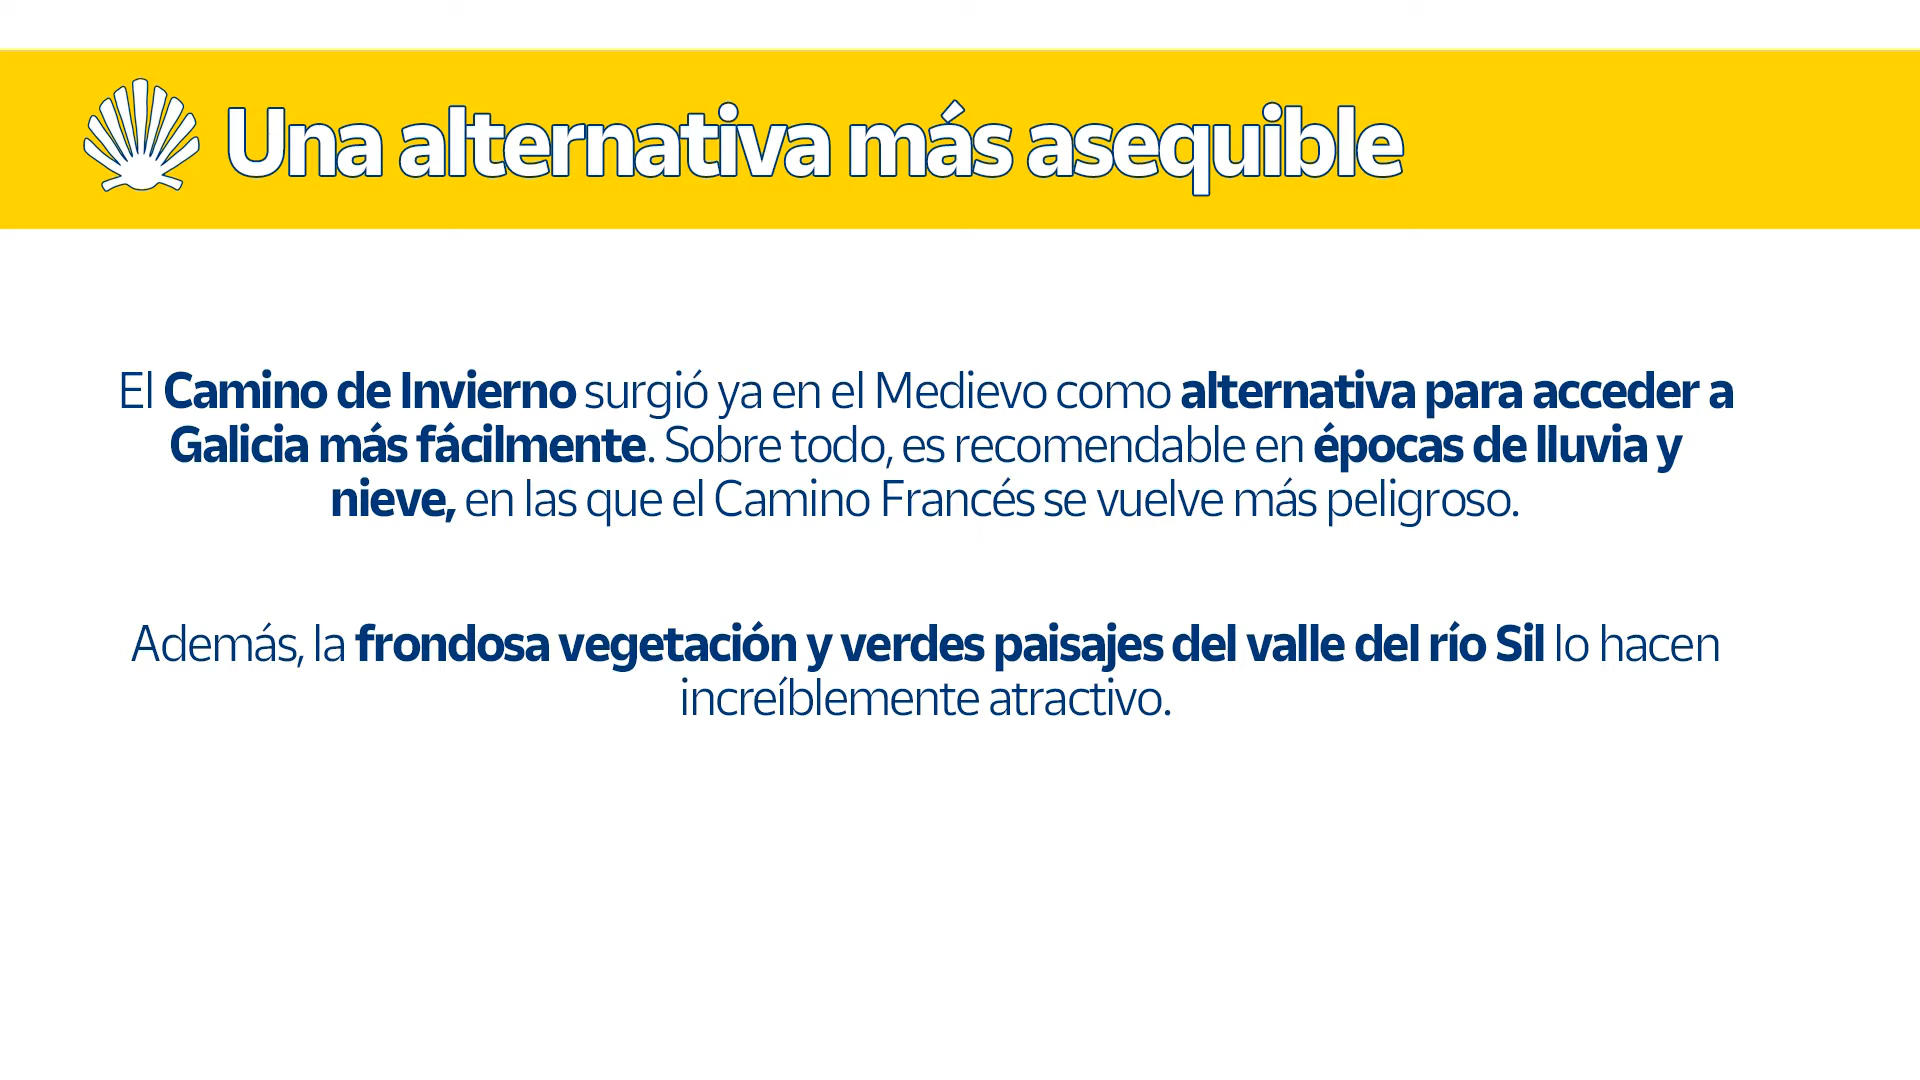 Una alternativa más asequible
El Camino de Invierno surgió ya en el Medievo como alternativa para acceder a
Galicia más fácilmente. Sobre todo, es recomendable en épocas de lluvia y
nieve, en las que el Camino Francés se vuelve más peligroso.
Además, la frondosa vegetación y verdes paisajes del valle del río Sil lo hacen
increíblemente atractivo.